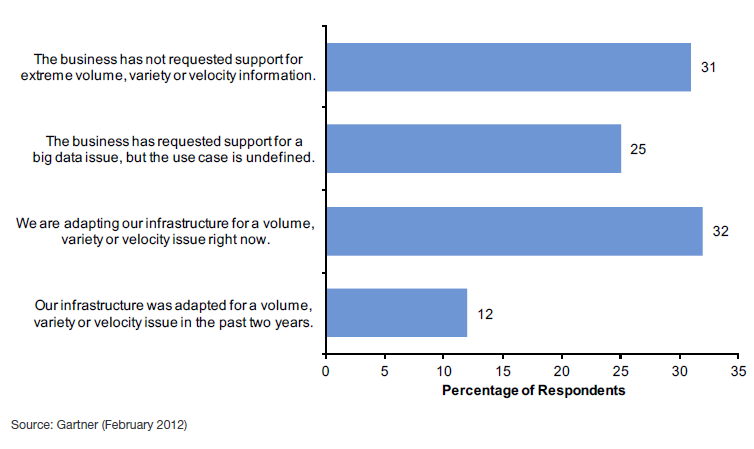 The business has not requested support for
extreme volume, variety or velocity information.
31
The business has requested support for a
big data issue, but the use case is undefined.
25
We are adapting our infrastructure for a volume,
variety or velocity issue right now.
32
Our infrastructure was adapted for a volume,
variety or velocity issue in the past two years.
12
0 5 10 15 20 25 30 35
Percentage of Respondents
Source: Gartner (February 2012)